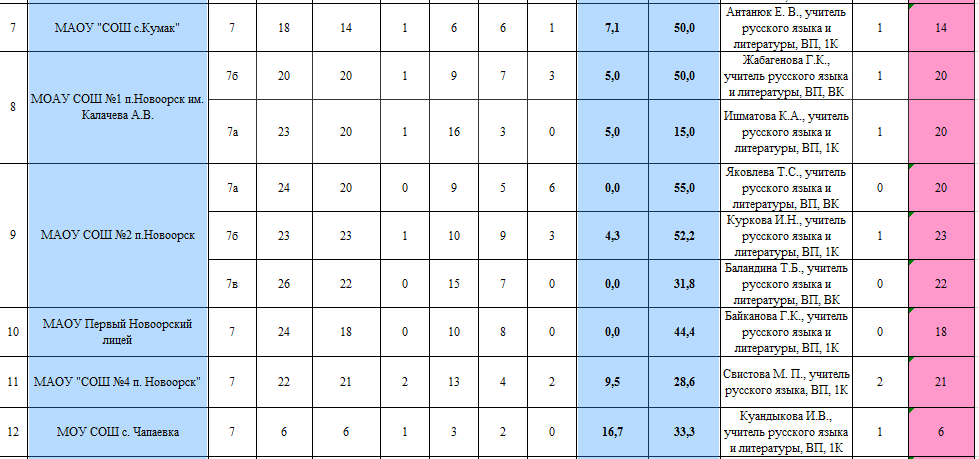 7 МАОУ "СОШ с.Кумак" 7 18 14 1 6 6 1 7,1 50,0 Антанюк Е. В., учитель русского языка и литературы, ВП, 1К 1 14
8 МОАУ СОШ №1 п.Новоорск им. Калачева А.В. 7б 20 20 1 9 7 3 5,0 50,0 Жабагенова Г.К., учитель русского языка и литературы, ВП, ВК 1 20
7а 23 20 1 16 3 0 5,0 15,0 Ишматова К.А., учитель русского языка и литературы, ВП, 1К 1 20
9 МАОУ СОШ №2 п.Новоорск 7а 24 20 0 9 5 6 0,0 55,0 Яковлева Т.С., учитель русского языка и литературы, ВП, ВК 0 20
7б 23 23 1 10 9 3 4,3 52,2 Куркова И.Н., учитель русского языка и литературы, ВП, 1К 1 23
7в 26 22 0 15 7 0 0,0 31,8 Баландина Т.Б., учитель русского языка и литературы, ВП, ВК 0 22
10 МАОУ Первый Новоорский лицей 7 24 18 0 10 8 0 0,0 44,4 Байканова Г.К., учитель русского языка и литературы, ВП, 1К 0 18
11 МАОУ "СОШ №4 п. Новоорск" 7 22 21 2 13 4 2 9,5 28,6 Свистова М. П., учитель русского языка, ВП, 1К 2 21
12 МОУ СОШ с. Чапаевка 7 6 6 1 3 2 0 16,7 33,3 Куандыкова И.В., учитель русского языка и литературы, ВП, 1К 1 6